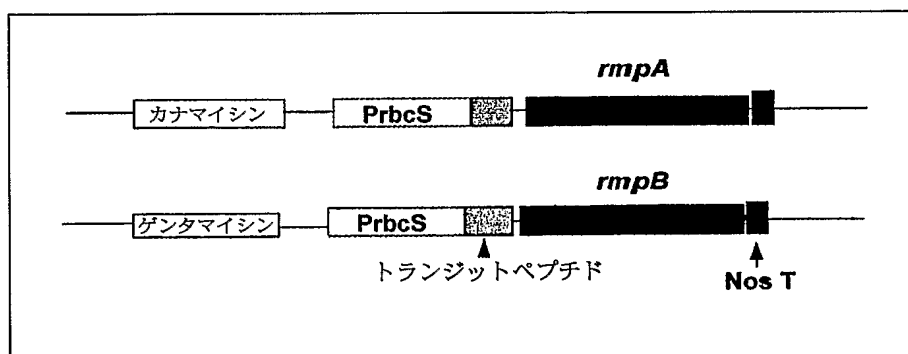 rmpA
カナマイシン PrbcS
rmpB
ゲンタマイシン PrbcS
トランジットペプチド
Nos T